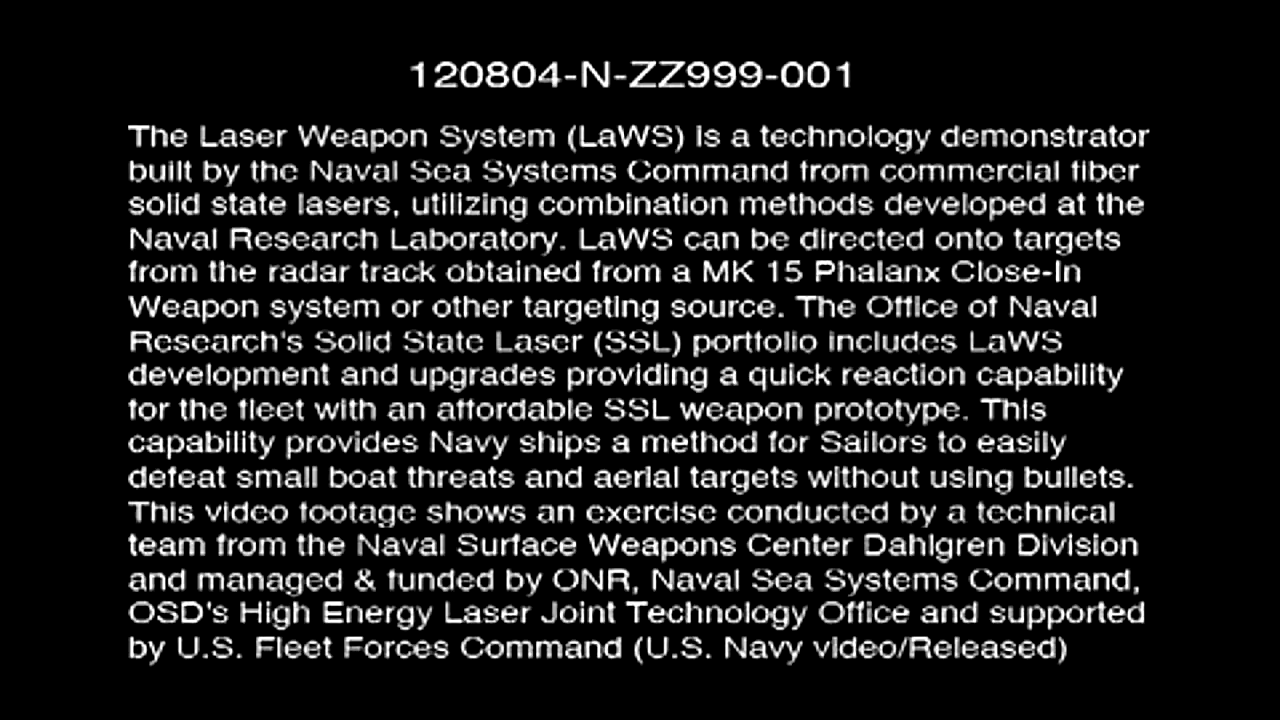 120804-N-ZZ999-001
The Laser Weapon System (LaWS) is a technology demonstrator
built by the Naval Sea Systems Command from commercial fiber
solid state lasers, utilizing combination methods developed at the
Naval Research Laboratory. LaWS can be directed onto targets
from the radar track obtained from a MK 15 Phalanx Close-In
Weapon system or other targeting source. The Office of Naval
Research's Solid State Laser (SSL) portfolio includes LaWS
development and upgrades providing a quick reaction capability
for the fleet with an affordable SSL weapon prototype. This
capability provides Navy ships a method for Sailors to easily
defeat small boat threats and aerial targets without using bullets.
This video footage shows an exercise conducted by a technical
team from the Naval Surface Weapons Center Dahlgren Division
and managed & funded by ONR, Naval Sea Systems Command,
OSD's High Energy Laser Joint Technology Office and supported
by U.S. Fleet Forces Command (U.S. Navy video/Released)